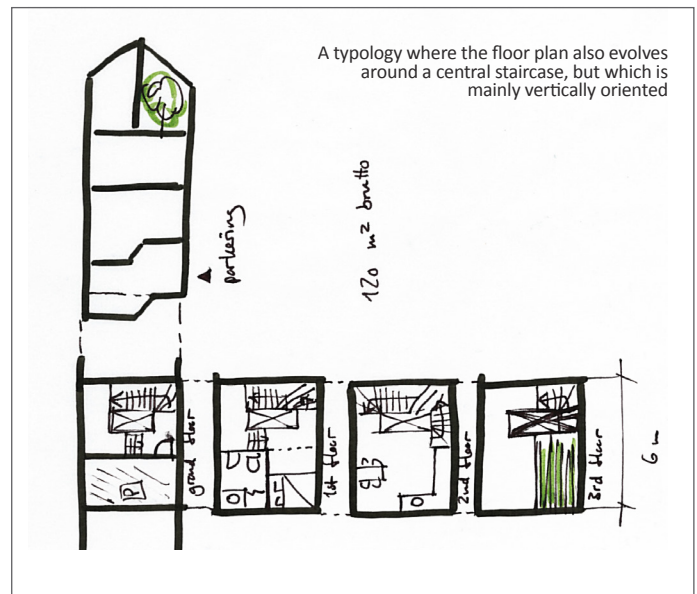 A typology where the floor plan also evolves
around a central staircase, but which is
mainly vertically oriented
parkering
120 m² brutto
P
ground floor
1st floor
2nd floor
3rd floor
6 m